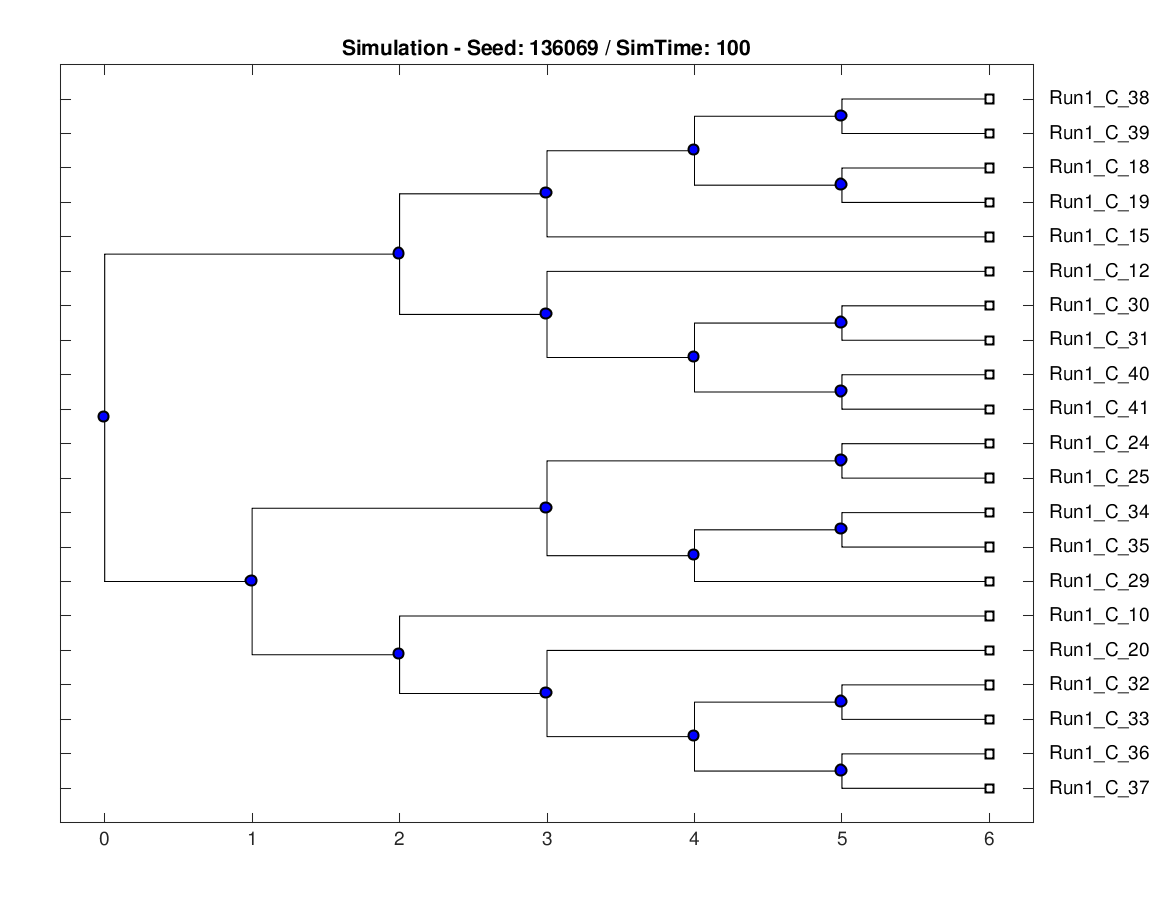 Simulation - Seed: 136069 / SimTime: 100
Run1_C_38
Run1_C_39
Run1_C_18
Run1_C_19
Run1_C_15
Run1_C_12
Run1_C_30
Run1_C_31
Run1_C_40
Run1_C_41
Run1_C_24
Run1_C_25
Run1_C_34
Run1_C_35
Run1_C_29
Run1_C_10
Run1_C_20
Run1_C_32
Run1_C_33
Run1_C_36
Run1_C_37
0 1 2 3 4 5 6